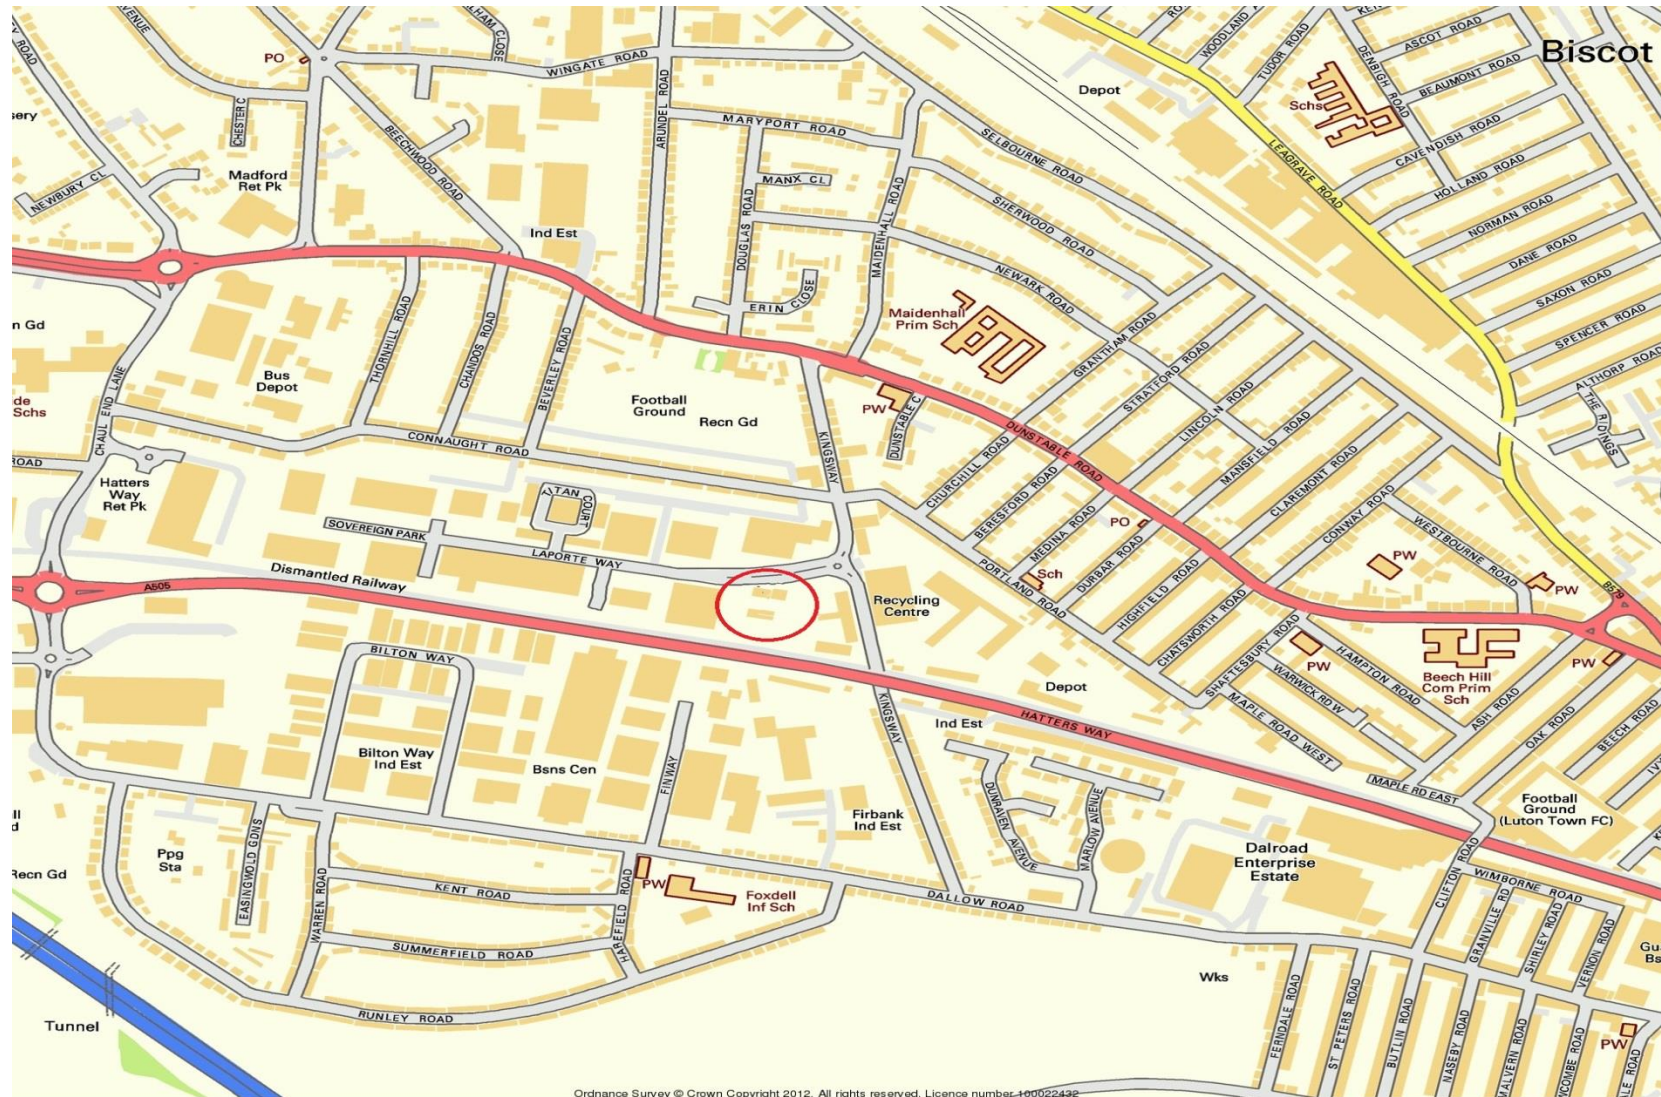 AVENUE
CLOSE
WINGATE ROAD
ARUNDEL ROAD
PO
CHESTER C
BEECHWOOD ROAD
Madford
Ret Pk
NEWBURY CL
Ind Est
MARYPORT ROAD
MANX CL
DOUGLAS ROAD
MAIDENHALL ROAD
ERIN CLOSE
SELBOURNE ROAD
SHERWOOD ROAD
NEWARK ROAD
Depot
WOODLAND
TUDOR ROAD
Biscot
ASCOT ROAD
DENBIGH ROAD
BEAUMONT ROAD
Schs
CAVENDISH ROAD
HOLLAND ROAD
LEAGRAVE ROAD
NORMAN ROAD
DANE ROAD
SAXON ROAD
SPENCER ROAD
ALTHORP ROAD
THE RIDINGS
n Gd
de
Schs
Bus
Depot
CHAUL END LANE
THORNHILL ROAD
CHANDOS ROAD
BEVERLEY ROAD
CONNAUGHT ROAD
Football
Ground
Recn Gd
KINGSWAY
Maidenhall
Prim Sch
PW
DUNSTABLE C
GRANTHAM ROAD
STRATFORD ROAD
LINCOLN ROAD
MANSFIELD ROAD
CLAREMONT ROAD
CONWAY ROAD
WESTBOURNE ROAD
DUNSTABLE ROAD
CHURCHILL ROAD
BERESFORD ROAD
MEDINA ROAD
DURBAR ROAD
HIGHFIELD ROAD
CHATSWORTH ROAD
PORTLAND ROAD
PO
Sch
PW
PW
B579
OAD
Hatters
Way
Ret Pk
SOVEREIGN PARK
TITAN COURT
LAPORTE WAY
Dismantled Railway
A505
Recycling
Centre
SHAFTESBURY ROAD
PW
HAMPTON ROAD
WARWICK RD W
MAPLE ROAD WEST
MAPLE RD EAST
Beech Hill
Com Prim
Sch
PW
ASH ROAD
OAK ROAD
BEECH ROAD
BILTON WAY
Bilton Way
Ind Est
Bsns Cen
FINWAY
KINGSWAY
Ind Est
Depot
HATTERS WAY
Firbank
Ind Est
DUNRAVEN AVENUE
MARLOW AVENUE
Dalroad
Enterprise
Estate
Football
Ground
(Luton Town FC)
CLIFTON ROAD
WIMBORNE ROAD
GRANVILLE RD
SHIRLEY ROAD
VERNON ROAD
Recn Gd
Ppg
Sta
EASINGWOLD GDNS
WARREN ROAD
KENT ROAD
SUMMERFIELD ROAD
HAREFIELD ROAD
PW
Foxdell
Inf Sch
DALLOW ROAD
RUNLEY ROAD
Tunnel
Wks
FERNDALE ROAD
ST PETERS ROAD
BUTLIN ROAD
NASEBY ROAD
MALVERN ROAD
NCOMBE ROAD
PW
Ordnance Survey © Crown Copyright 2012. All rights reserved. Licence number 100022432